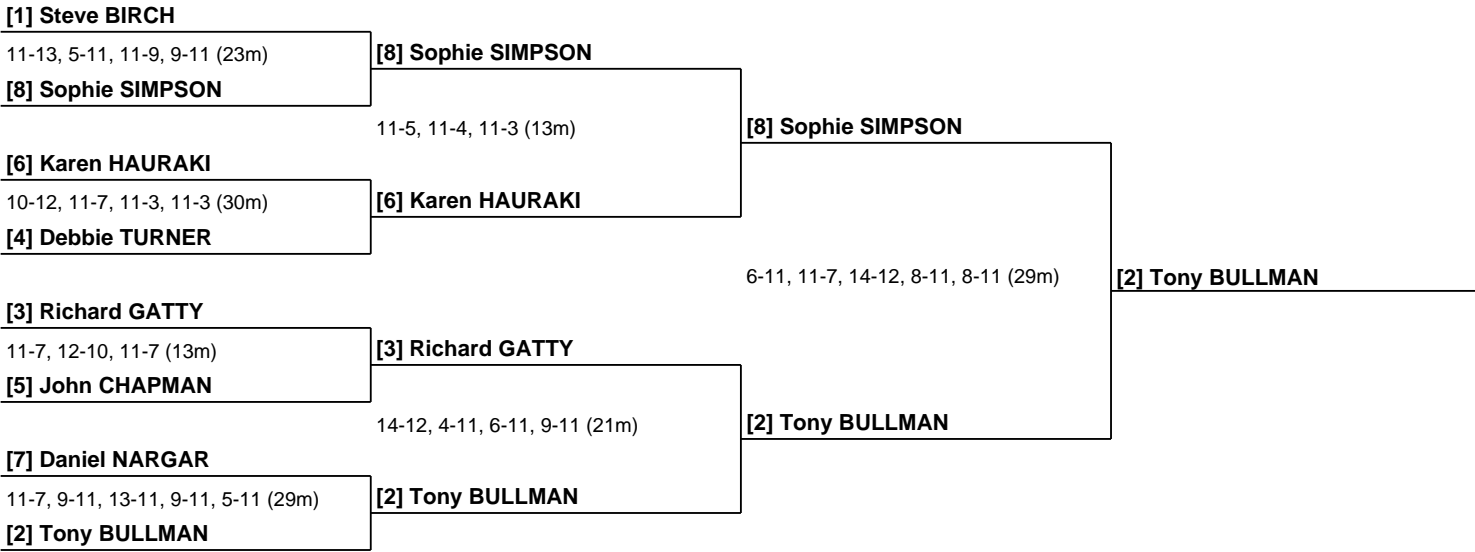 [1] Steve BIRCH
11-13, 5-11, 11-9, 9-11 (23m)
[8] Sophie SIMPSON
[8] Sophie SIMPSON
11-5, 11-4, 11-3 (13m)
[8] Sophie SIMPSON
[6] Karen HAURAKI
10-12, 11-7, 11-3, 11-3 (30m)
[6] Karen HAURAKI
[4] Debbie TURNER
6-11, 11-7, 14-12, 8-11, 8-11 (29m)
[2] Tony BULLMAN
[3] Richard GATTY
11-7, 12-10, 11-7 (13m)
[3] Richard GATTY
[5] John CHAPMAN
14-12, 4-11, 6-11, 9-11 (21m)
[2] Tony BULLMAN
[7] Daniel NARGAR
11-7, 9-11, 13-11, 9-11, 5-11 (29m)
[2] Tony BULLMAN
[2] Tony BULLMAN